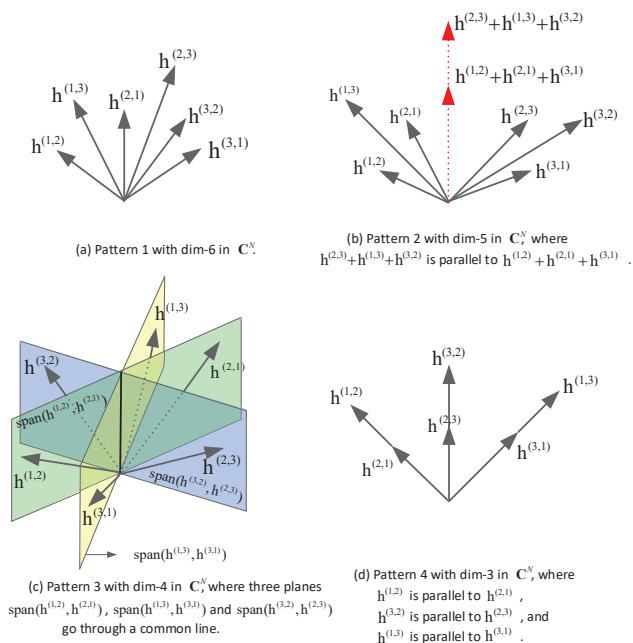 h^(2,3)
h^(1,3)
h^(2,1)
h^(3,2)
h^(1,2)
h^(3,1)
(a) Pattern 1 with dim-6 in C^N.
h^(2,3)+h^(1,3)+h^(3,2)
h^(1,2)+h^(2,1)+h^(3,1)
h^(1,3)
h^(2,1)
h^(2,3)
h^(3,2)
h^(1,2)
h^(3,1)
(b) Pattern 2 with dim-5 in C^N, where
h^(2,3)+h^(1,3)+h^(3,2) is parallel to h^(1,2)+h^(2,1)+h^(3,1) .
h^(1,3)
h^(3,2)
h^(2,1)
span(h^(1,2),h^(2,1))
h^(1,2)
h^(2,3)
span(h^(3,2),h^(2,3))
h^(3,1)
span(h^(1,3),h^(3,1))
(c) Pattern 3 with dim-4 in C^N, where three planes
span(h^(1,2),h^(2,1)) , span(h^(1,3),h^(3,1)) and span(h^(3,2),h^(2,3))
go through a common line.
h^(3,2)
h^(1,2)
h^(1,3)
h^(2,3)
h^(3,1)
h^(2,1)
(d) Pattern 4 with dim-3 in C^N, where
h^(1,2) is parallel to h^(2,1) ,
h^(3,2) is parallel to h^(2,3) , and
h^(1,3) is parallel to h^(3,1) .